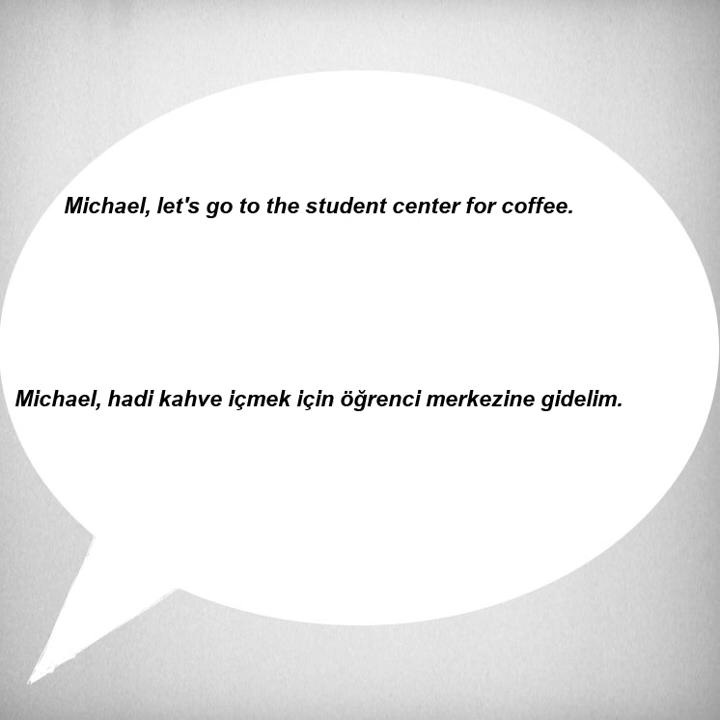 Michael, let's go to the student center for coffee.
Michael, hadi kahve içmek için öğrenci merkezine gidelim.